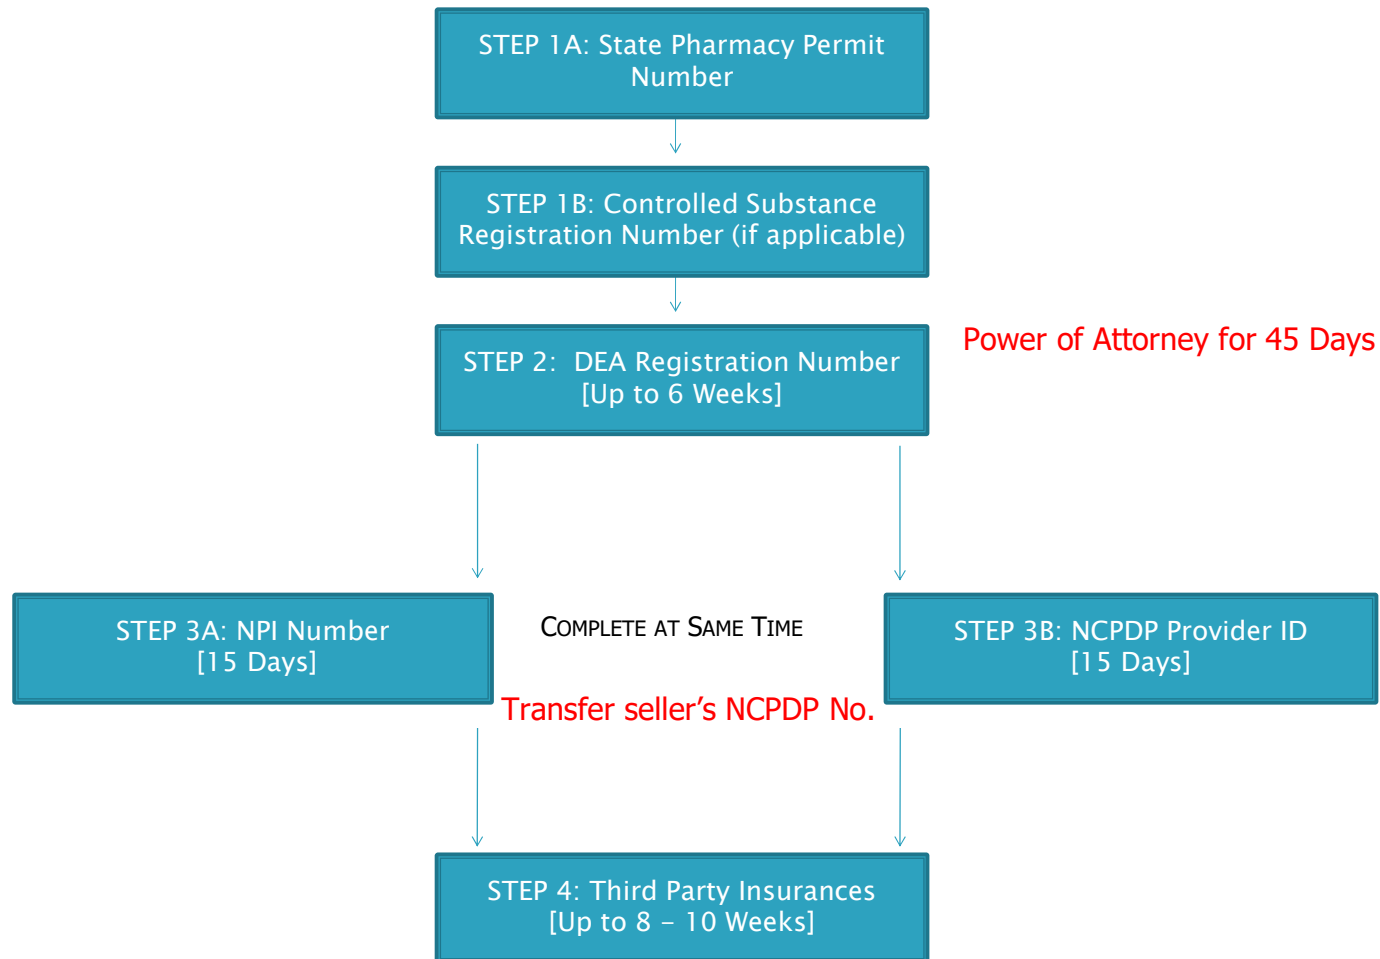 STEP 1A: State Pharmacy Permit
Number
STEP 1B: Controlled Substance
Registration Number (if applicable)
STEP 2:  DEA Registration Number
[Up to 6 Weeks]
Power of Attorney for 45 Days
STEP 3A: NPI Number
[15 Days]
COMPLETE AT SAME TIME
STEP 3B: NCPDP Provider ID
[15 Days]
Transfer seller’s NCPDP No.
STEP 4: Third Party Insurances
[Up to 8 – 10 Weeks]